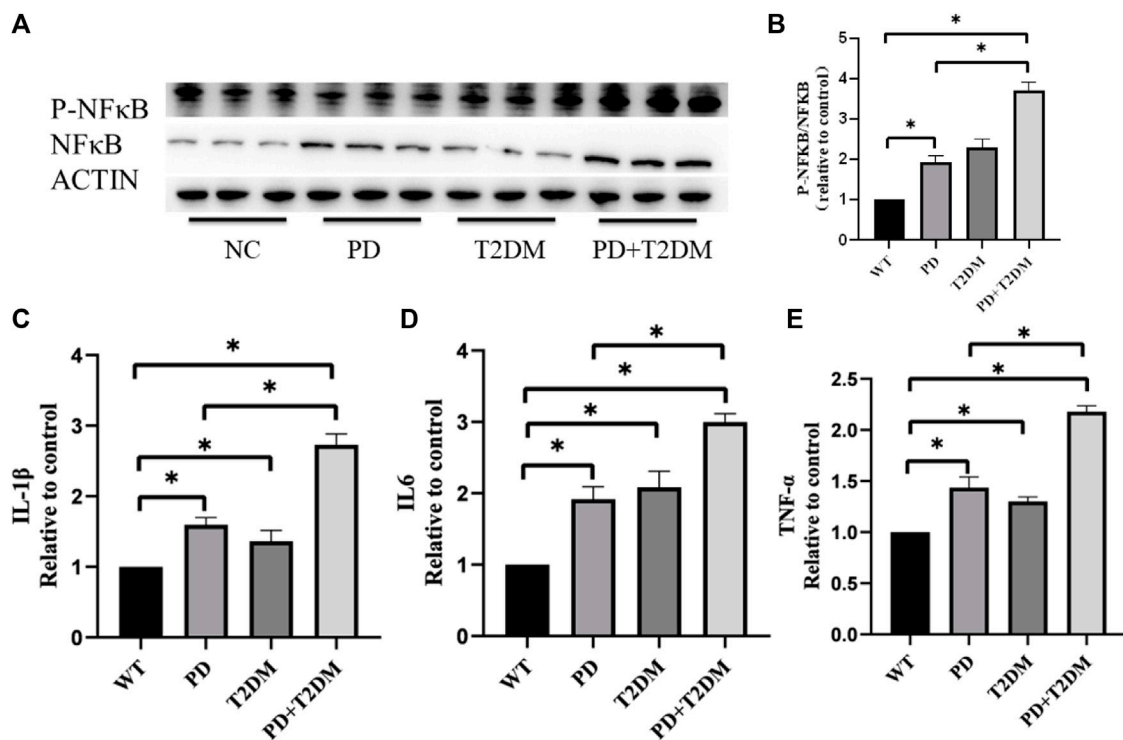 A
P-NFκB
NFκB
ACTIN
NC PD T2DM PD+T2DM
B
P-NFKB/NFKB
(relative to control)
5
4
3
2
1
0
* * *
WT PD T2DM PD+T2DM
C
IL-1β
Relative to control
4
3
2
1
0
* * * *
WT PD T2DM PD+T2DM
D
IL6
Relative to control
4
3
2
1
0
* * * *
WT PD T2DM PD+T2DM
E
TNF-α
Relative to control
2.5
2.0
1.5
1.0
0.5
0.0
* * * *
WT PD T2DM PD+T2DM